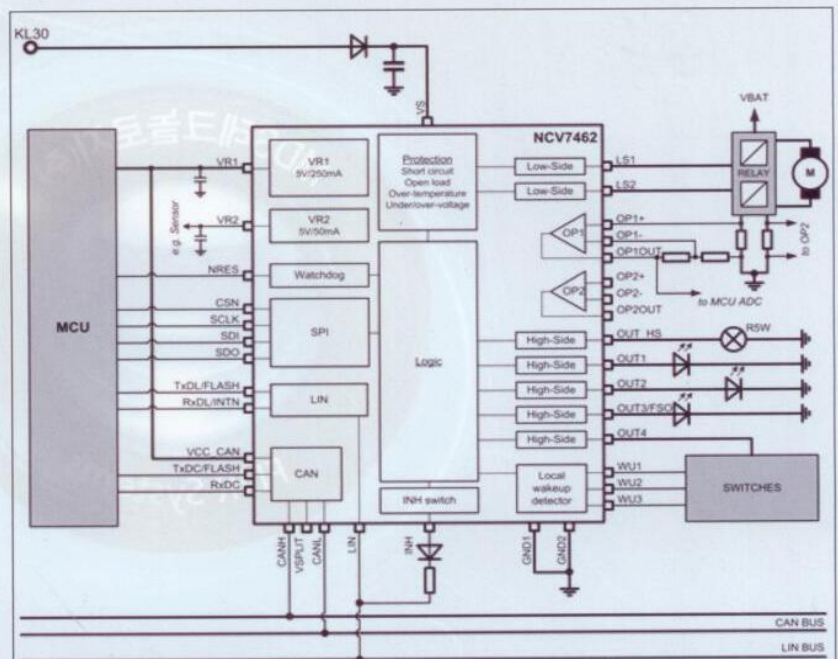 KL30
VS
NCV7462
VR1
VR1
5V/250mA
Protection
Short circuit
Open load
Over-temperature
Under/over-voltage
Low-Side
LS1
Low-Side
LS2
VBAT
RELAY
M
e.g. Sensor
VR2
VR2
5V/50mA
OP1
OP1+
OP1-
OP1OUT
to OP2
NRES
Watchdog
OP2
OP2+
OP2-
OP2OUT
to MCU ADC
MCU
CSN
SCLK
SDI
SDO
SPI
Logic
High-Side
OUT_HS
R5W
High-Side
OUT1
High-Side
OUT2
High-Side
OUT3/FSO
High-Side
OUT4
TxDL/FLASH
RxDL/INTN
LIN
VCC_CAN
TxDC/FLASH
RxDC
CAN
INH switch
Local
wakeup
detector
WU1
WU2
WU3
SWITCHES
CANH
VSPLIT
CANL
LIN
INH
GND1
GND2
CAN BUS
LIN BUS